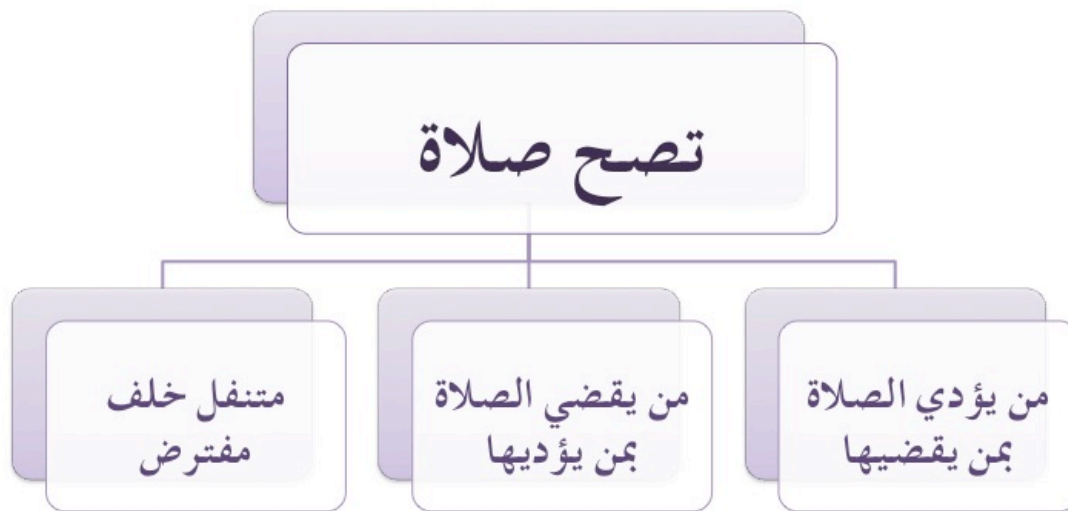 تصح صلاة
من يؤدي الصلاة
بمن يقضيها
من يقضي الصلاة
بمن يؤديها
متنفل خلف
مفترض